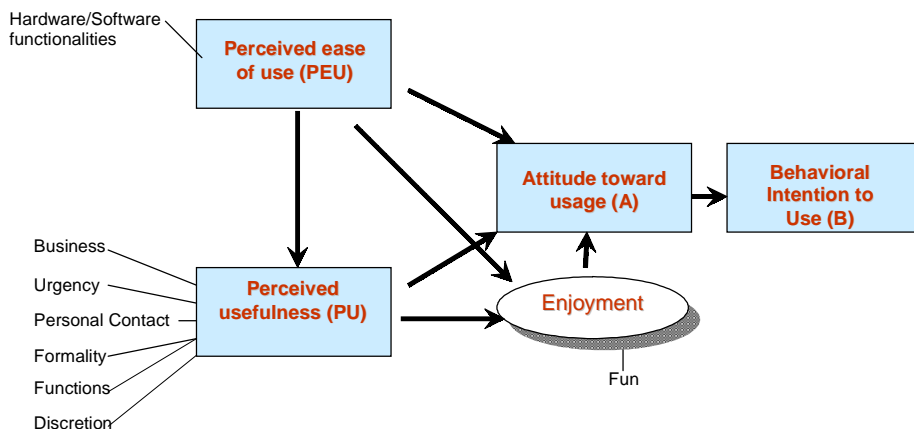 Hardware/Software
functionalities
Perceived ease
of use (PEU)
Attitude toward
usage (A)
Behavioral
Intention to
Use (B)
Business
Urgency
Personal Contact
Formality
Functions
Discretion
Perceived
usefulness (PU)
Enjoyment
Fun